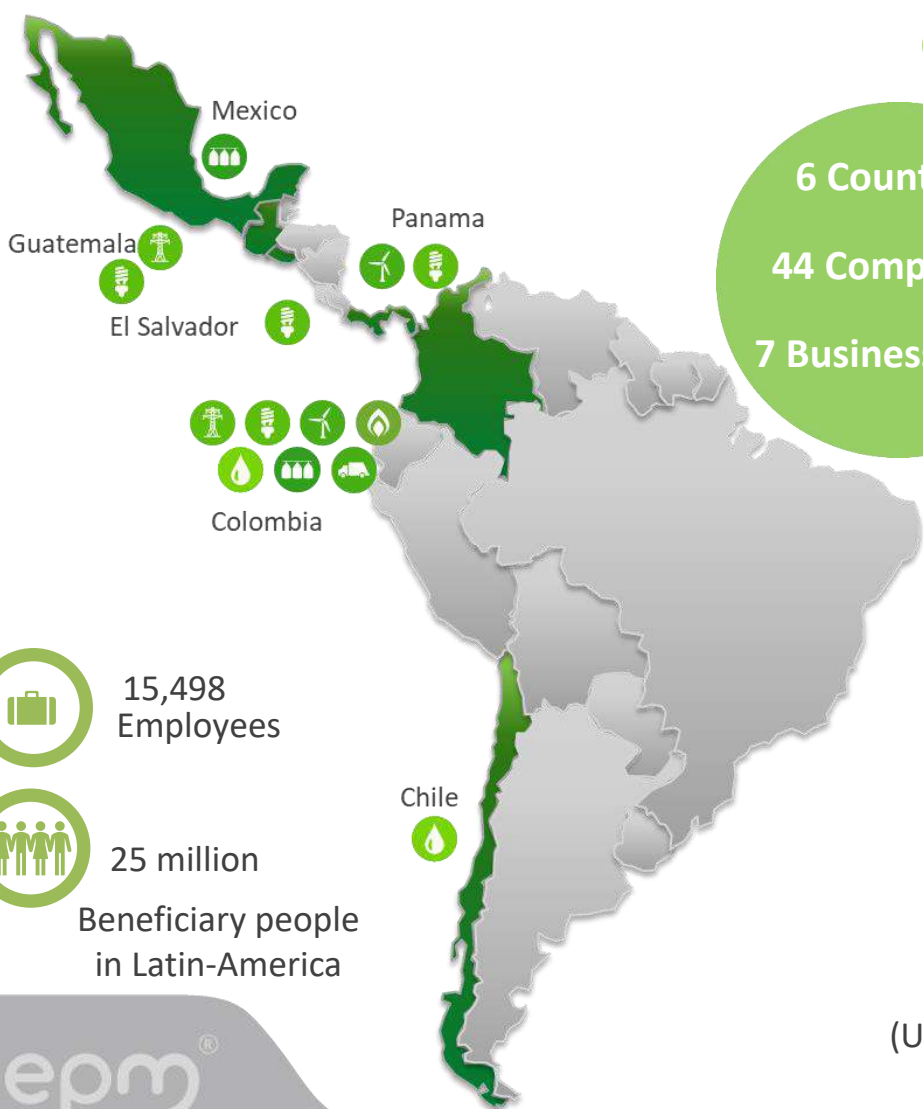 Mexico
6 Count
Guatemala
Panama
44 Comp
El Salvador
7 Busines
Colombia
15,498
Employees
Chile
25 million
Beneficiary people
in Latin-America
(U
epm®